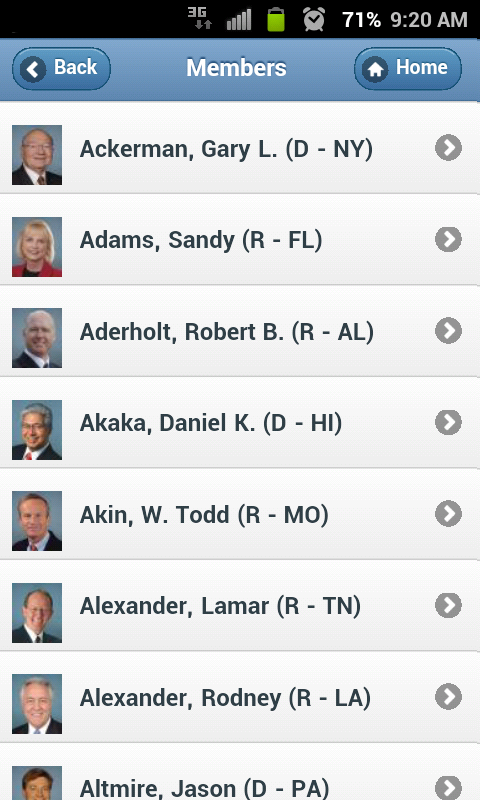 3G 71% 9:20 AM
Back Members Home
Ackerman, Gary L. (D - NY)
Adams, Sandy (R - FL)
Aderholt, Robert B. (R - AL)
Akaka, Daniel K. (D - HI)
Akin, W. Todd (R - MO)
Alexander, Lamar (R - TN)
Alexander, Rodney (R - LA)
Altmire, Jason (D - PA)